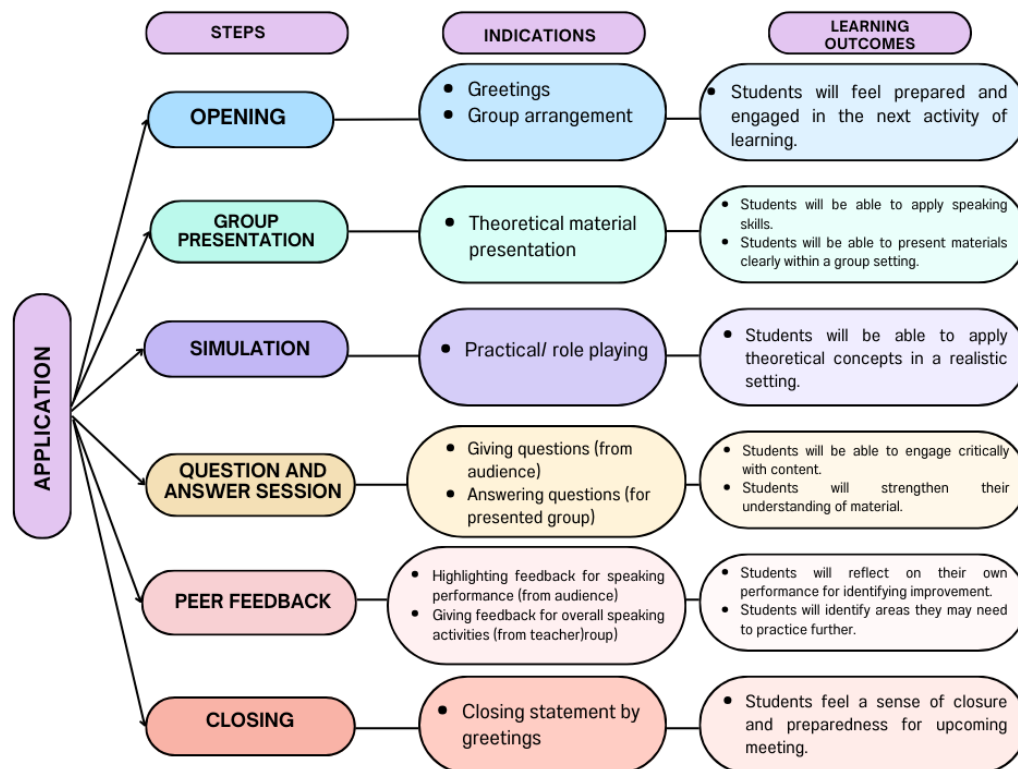 STEPS
INDICATIONS
LEARNING
OUTCOMES
APPLICATION
OPENING
• Greetings
• Group arrangement
• Students will feel prepared and
engaged in the next activity of
learning.
GROUP
PRESENTATION
• Theoretical material
presentation
• Students will be able to apply speaking
skills.
• Students will be able to present materials
clearly within a group setting.
SIMULATION
• Practical/ role playing
• Students will be able to apply
theoretical concepts in a realistic
setting.
QUESTION AND
ANSWER SESSION
• Giving questions (from
audience)
• Answering questions (for
presented group)
• Students will be able to engage critically
with content.
• Students will strengthen their
understanding of material.
PEER FEEDBACK
• Highlighting feedback for speaking
performance (from audience)
• Giving feedback for overall speaking
activities (from teacher)roup)
• Students will reflect on their own
performance for identifying improvement.
• Students will identify areas they may need
to practice further.
CLOSING
• Closing statement by
greetings
• Students feel a sense of closure
and preparedness for upcoming
meeting.